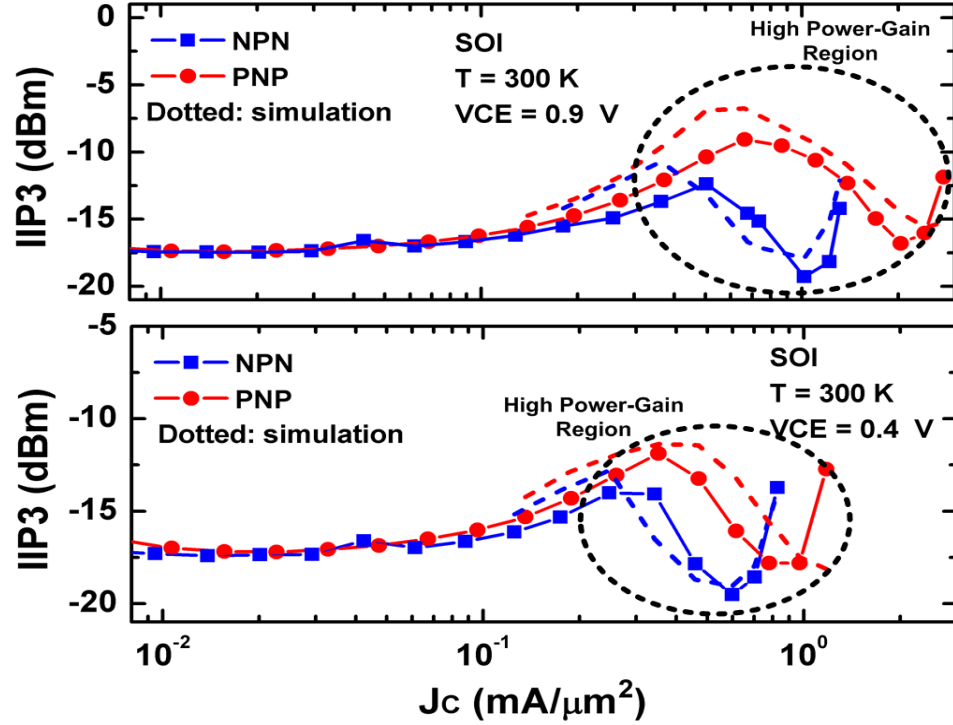 0
-5
-10
-15
-20
IIP3 (dBm)
NPN
PNP
Dotted: simulation
SOI
T = 300 K
VCE = 0.9 V
High Power-Gain
Region
-5
-10
-15
-20
IIP3 (dBm)
NPN
PNP
Dotted: simulation
High Power-Gain
Region
SOI
T = 300 K
VCE = 0.4 V
10⁻² 10⁻¹ 10⁰
Jc (mA/μm²)